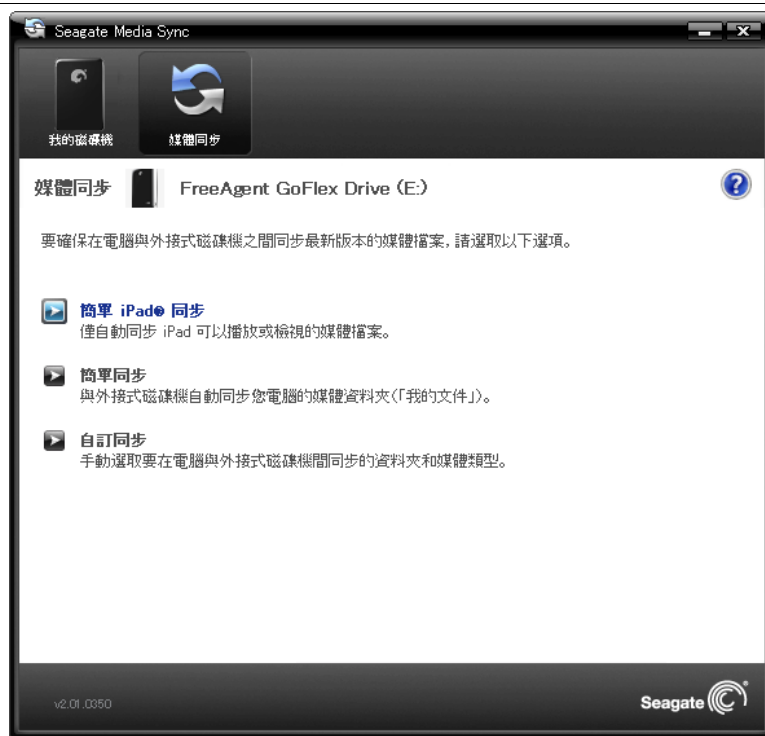 Seagate Media Sync
我的磁碟機
媒體同步
媒體同步 FreeAgent GoFlex Drive (E:)
要確保在電腦與外接式磁碟機之間同步最新版本的媒體檔案，請選取以下選項。
簡單 iPad® 同步
僅自動同步 iPad 可以播放或檢視的媒體檔案。
簡單同步
與外接式磁碟機自動同步您電腦的媒體資料夾（「我的文件」）。
自訂同步
手動選取要在電腦與外接式磁碟機間同步的資料夾和媒體類型。
v2.01.0350
Seagate